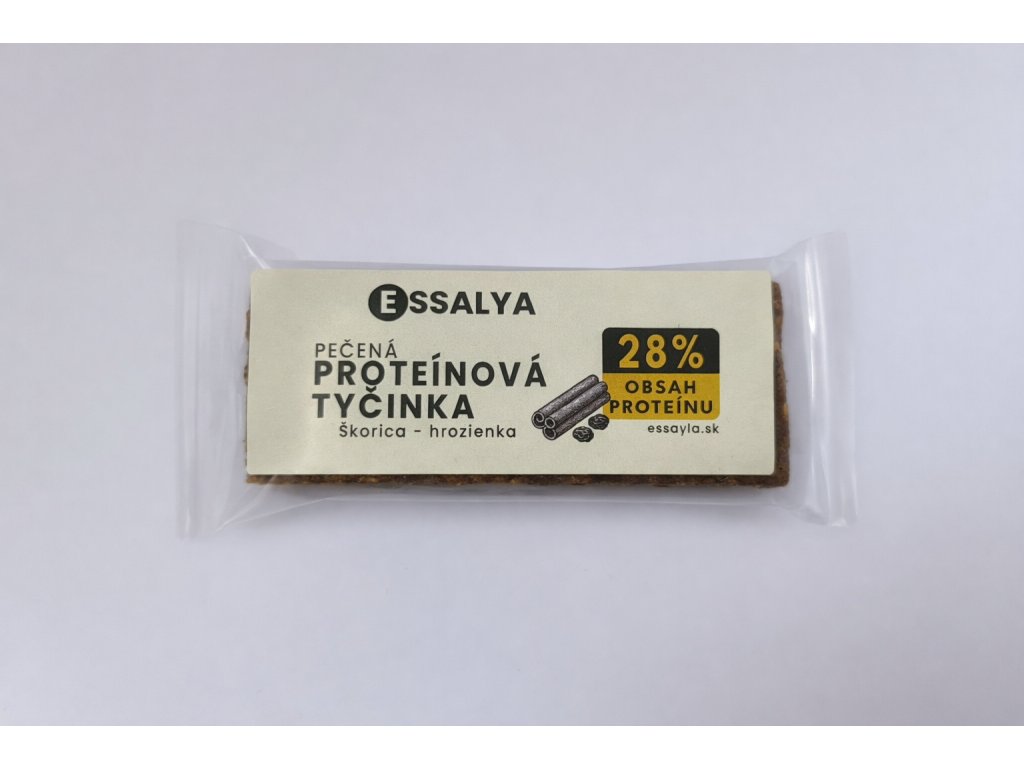 ESSALYA
PEČENÁ
PROTEÍNOVÁ
TYČINKA
Škorica - hrozienka
28%
OBSAH
PROTEÍNU
essayla.sk